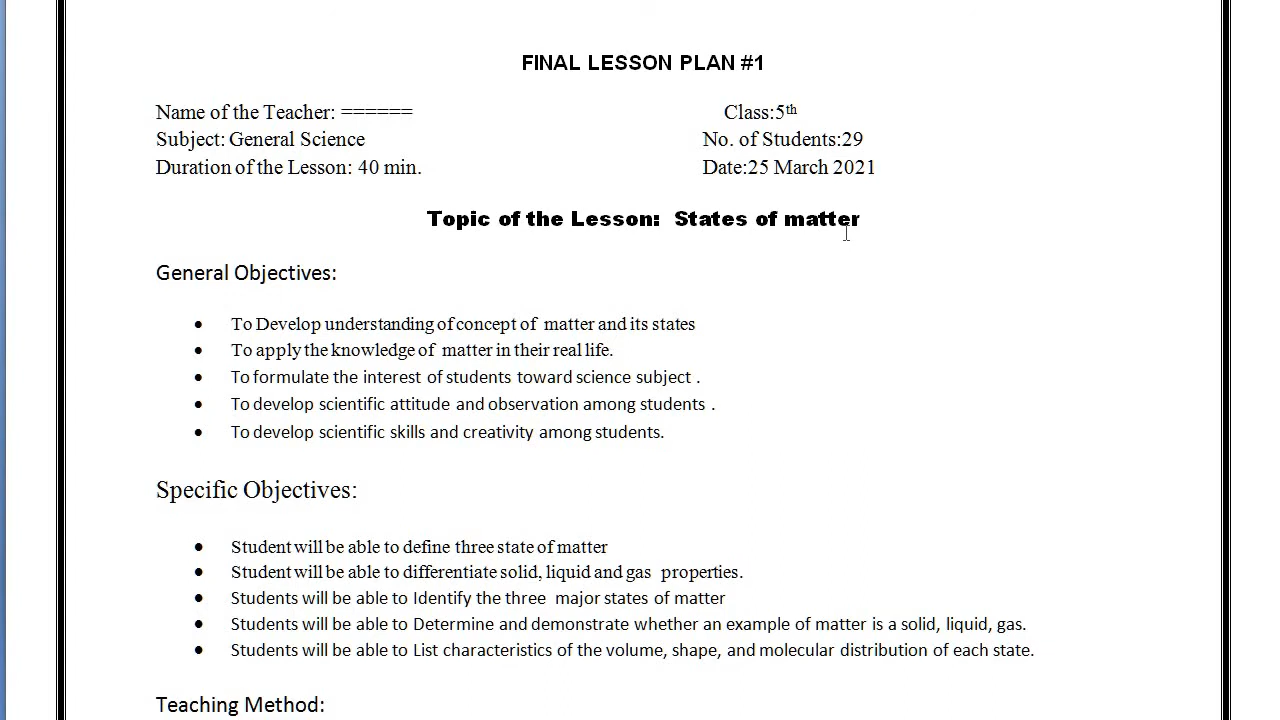 FINAL LESSON PLAN #1
Name of the Teacher: ====== Class:5th
Subject: General Science No. of Students:29
Duration of the Lesson: 40 min. Date:25 March 2021
Topic of the Lesson: States of matter
General Objectives:
• To Develop understanding of concept of matter and its states
• To apply the knowledge of matter in their real life.
• To formulate the interest of students toward science subject .
• To develop scientific attitude and observation among students .
• To develop scientific skills and creativity among students.
Specific Objectives:
• Student will be able to define three state of matter
• Student will be able to differentiate solid, liquid and gas properties.
• Students will be able to Identify the three major states of matter
• Students will be able to Determine and demonstrate whether an example of matter is a solid, liquid, gas.
• Students will be able to List characteristics of the volume, shape, and molecular distribution of each state.
Teaching Method: